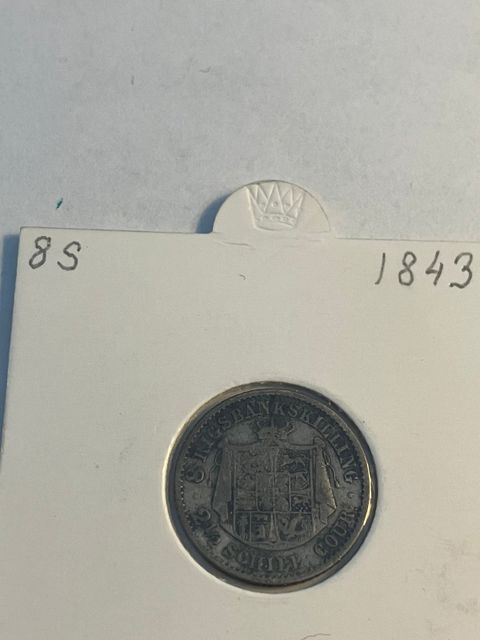 8S
1843
8 RIGSBANKSKILLING
2½ SCHILL COUR: